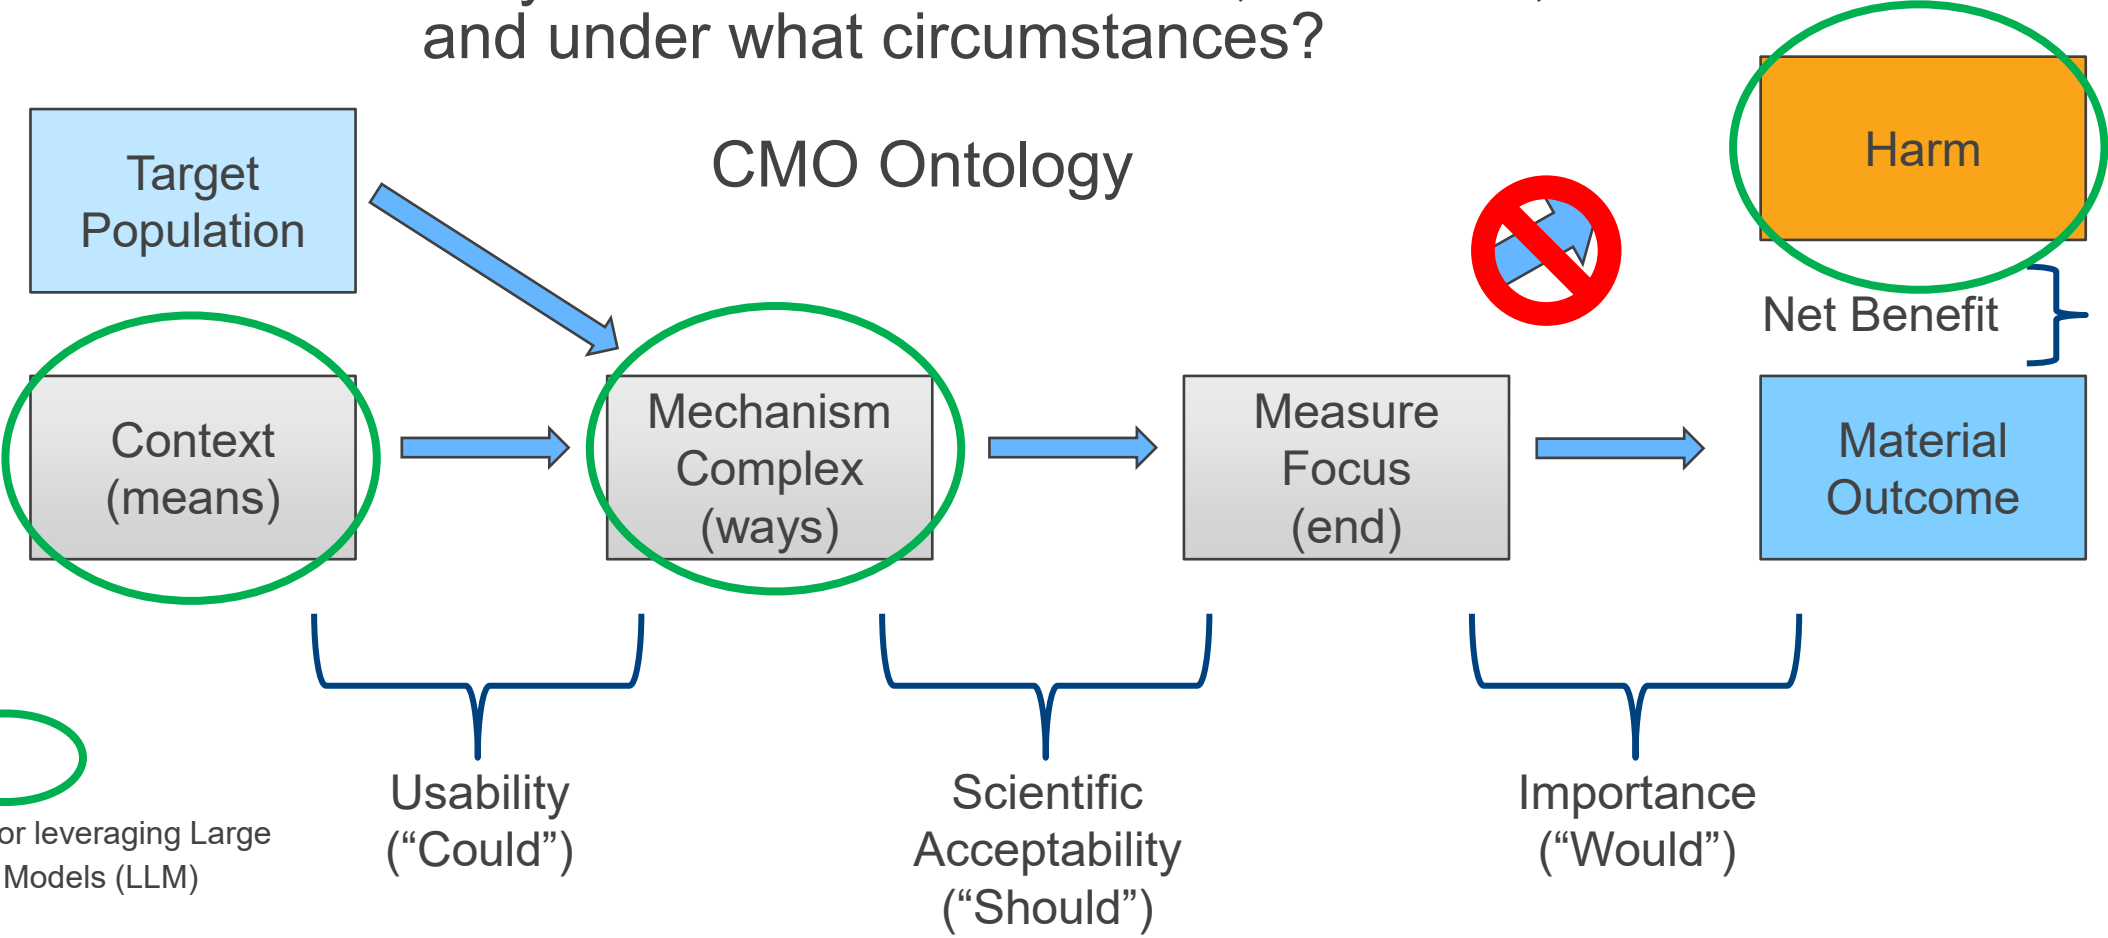 and under what circumstances?
CMO Ontology
Target
Population
Harm
Net Benefit
Context
(means)
Mechanism
Complex
(ways)
Measure
Focus
(end)
Material
Outcome
Usability
(“Could”)
Scientific
Acceptability
(“Should”)
Importance
(“Would”)
or leveraging Large
Models (LLM)